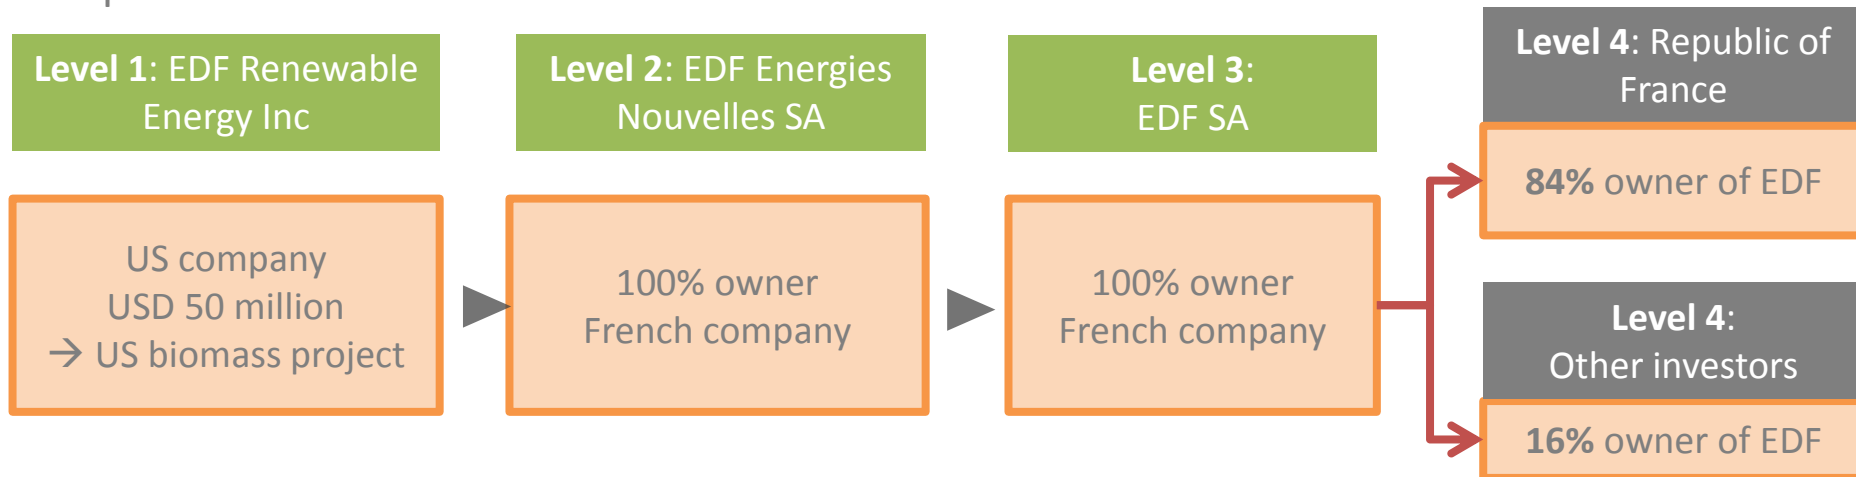 Level 1: EDF Renewable
Energy Inc
US company
USD 50 million
→ US biomass project
Level 2: EDF Energies
Nouvelles SA
100% owner
French company
Level 3:
EDF SA
100% owner
French company
Level 4: Republic of
France
84% owner of EDF
Level 4:
Other investors
16% owner of EDF